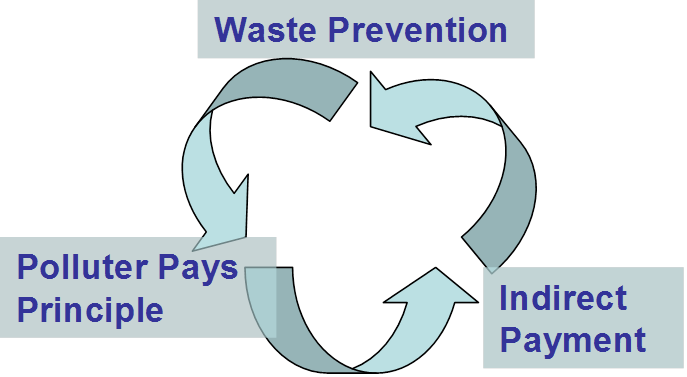 Waste Prevention
Polluter Pays
Principle
Indirect
Payment